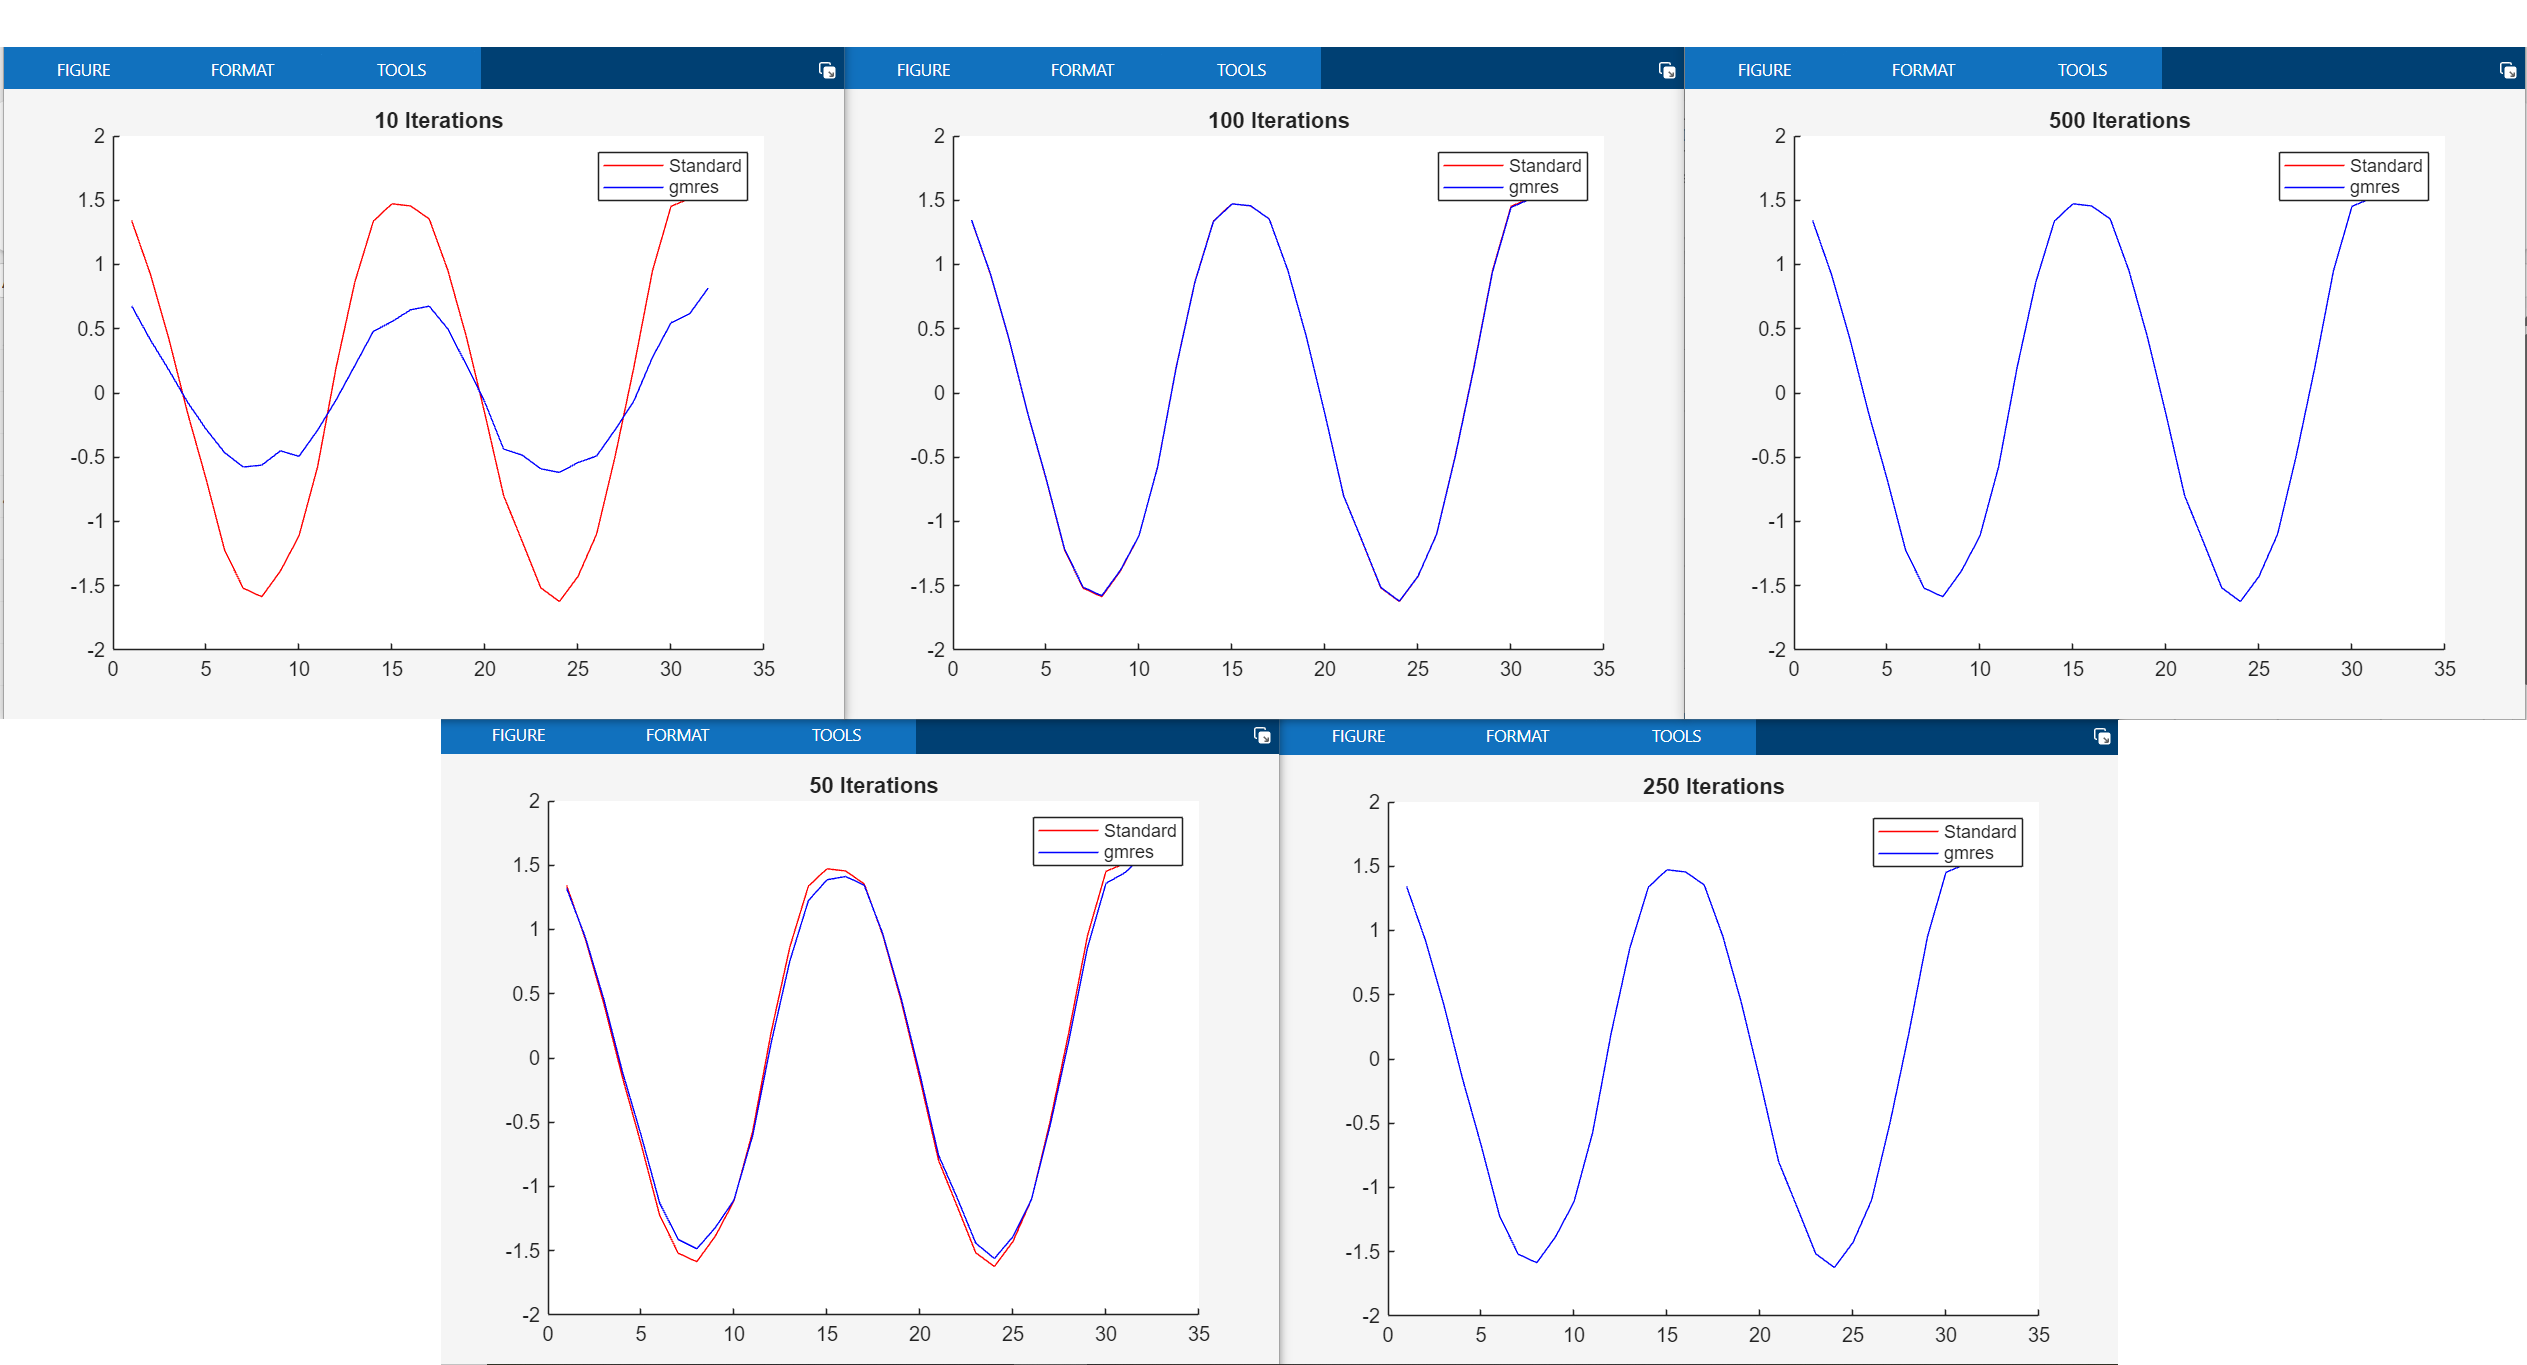 FIGURE FORMAT TOOLS
10 Iterations
Standard
gmres
2
1.5
1
0.5
0
-0.5
-1
-1.5
-2
0 5 10 15 20 25 30 35
FIGURE FORMAT TOOLS
100 Iterations
Standard
gmres
2
1.5
1
0.5
0
-0.5
-1
-1.5
-2
0 5 10 15 20 25 30 35
FIGURE FORMAT TOOLS
500 Iterations
Standard
gmres
2
1.5
1
0.5
0
-0.5
-1
-1.5
-2
0 5 10 15 20 25 30 35
FIGURE FORMAT TOOLS
50 Iterations
Standard
gmres
2
1.5
1
0.5
0
-0.5
-1
-1.5
-2
0 5 10 15 20 25 30 35
FIGURE FORMAT TOOLS
250 Iterations
Standard
gmres
2
1.5
1
0.5
0
-0.5
-1
-1.5
-2
0 5 10 15 20 25 30 35